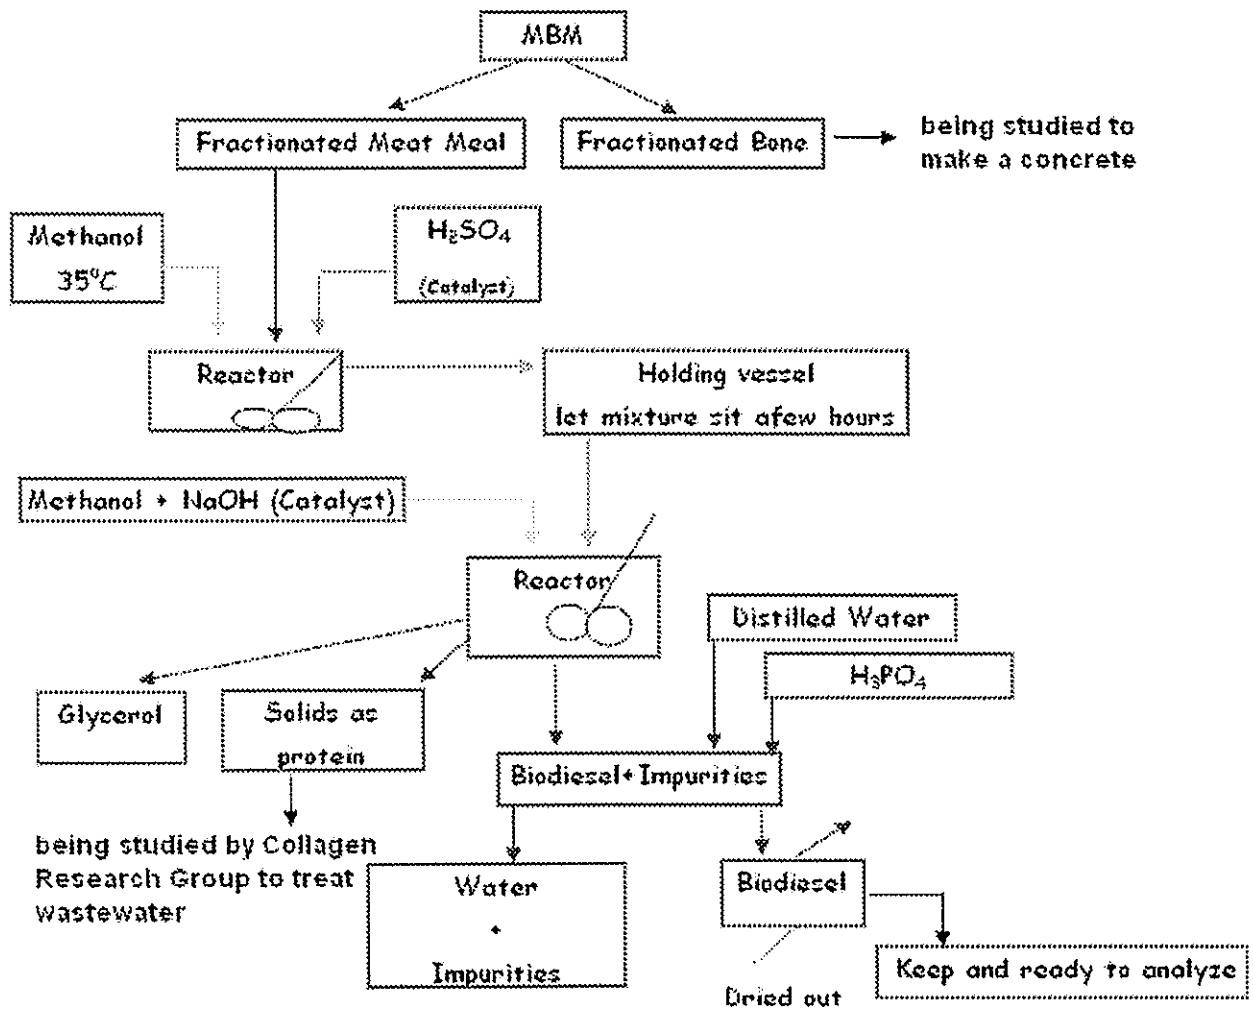 MBM
Fractionated Meat Meal
Fractionated Bone
being studied to
make a concrete
Methanol
35°C
H₂SO₄
(Catalyst)
Reactor
Holding vessel
let mixture sit afew hours
Methanol + NaOH (Catalyst)
Reactor
Distilled Water
H₃PO₄
Glycerol
Solids as
protein
Biodiesel+Impurities
being studied by Collagen
Research Group to treat
wastewater
Water
+
Impurities
Biodiesel
Dried out
Keep and ready to analyze